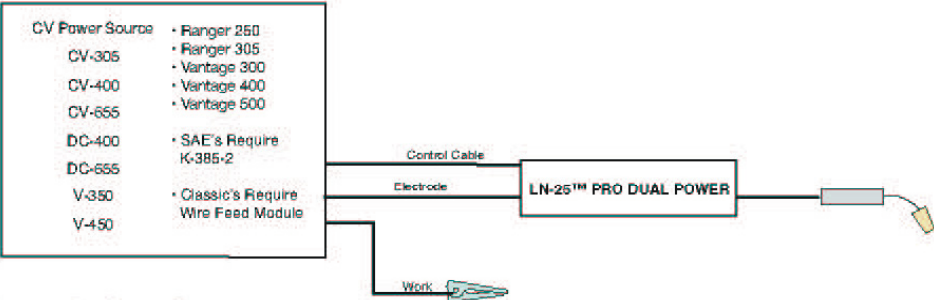 CV Power Source
CV-305
CV-400
CV-655
DC-400
DC-655
V-350
V-450
• Ranger 250
• Ranger 305
• Vantage 300
• Vantage 400
• Vantage 500
• SAE's Require
K-385-2
• Classic's Require
Wire Feed Module
Control Cable
Electrode
LN-25™ PRO DUAL POWER
Work